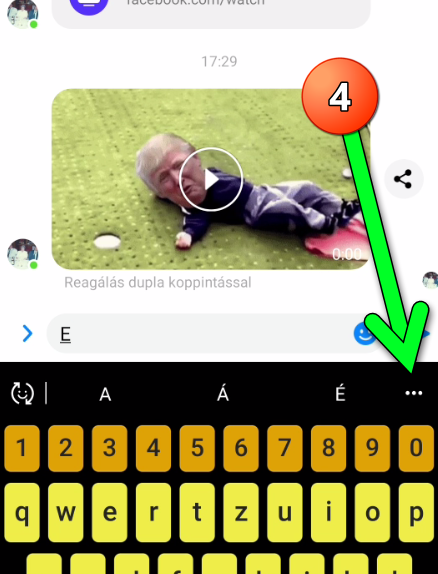 facebook.com/watch
17:29
4
0:00
Reagálás dupla koppintással
E
A Á É
1 2 3 4 5 6 7 8 9 0
q w e r t z u i o p